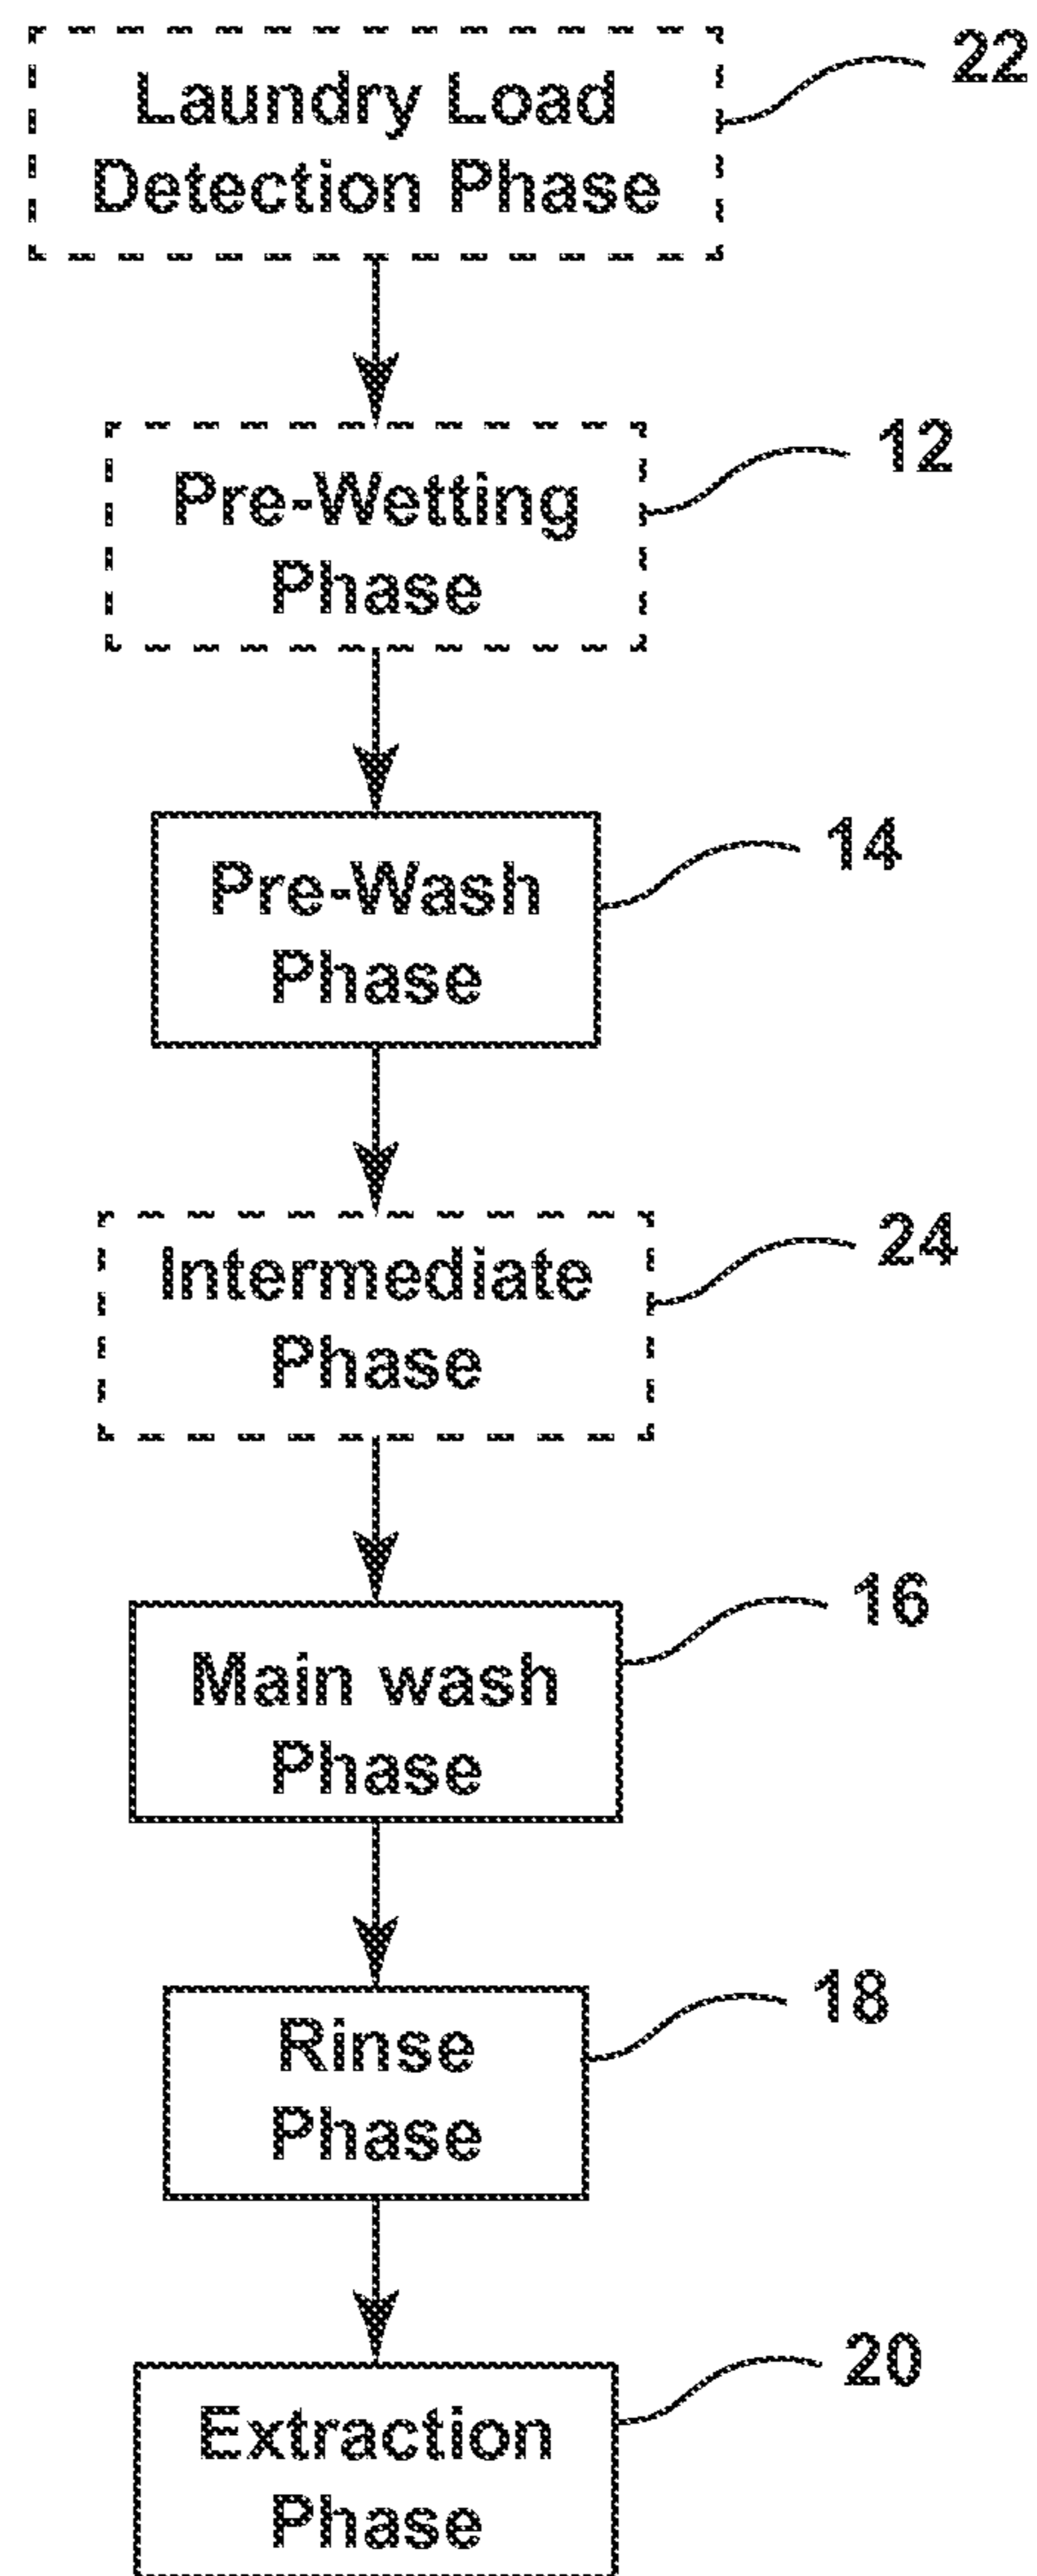 Laundry Load
Detection Phase
22
Pre-Wetting
Phase
12
Pre-Wash
Phase
14
Intermediate
Phase
24
Main wash
Phase
16
Rinse
Phase
18
Extraction
Phase
20